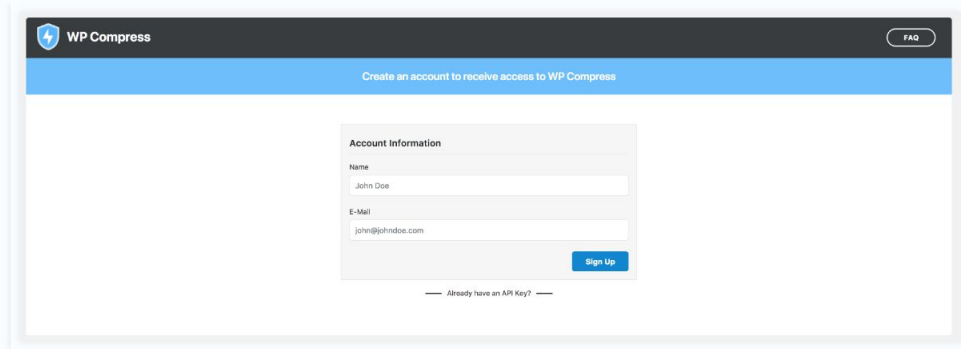 WP Compress
FAQ
Create an account to receive access to WP Compress
Account Information
Name
John Doe
E-Mail
john@johndoe.com
Sign Up
Already have an API Key?